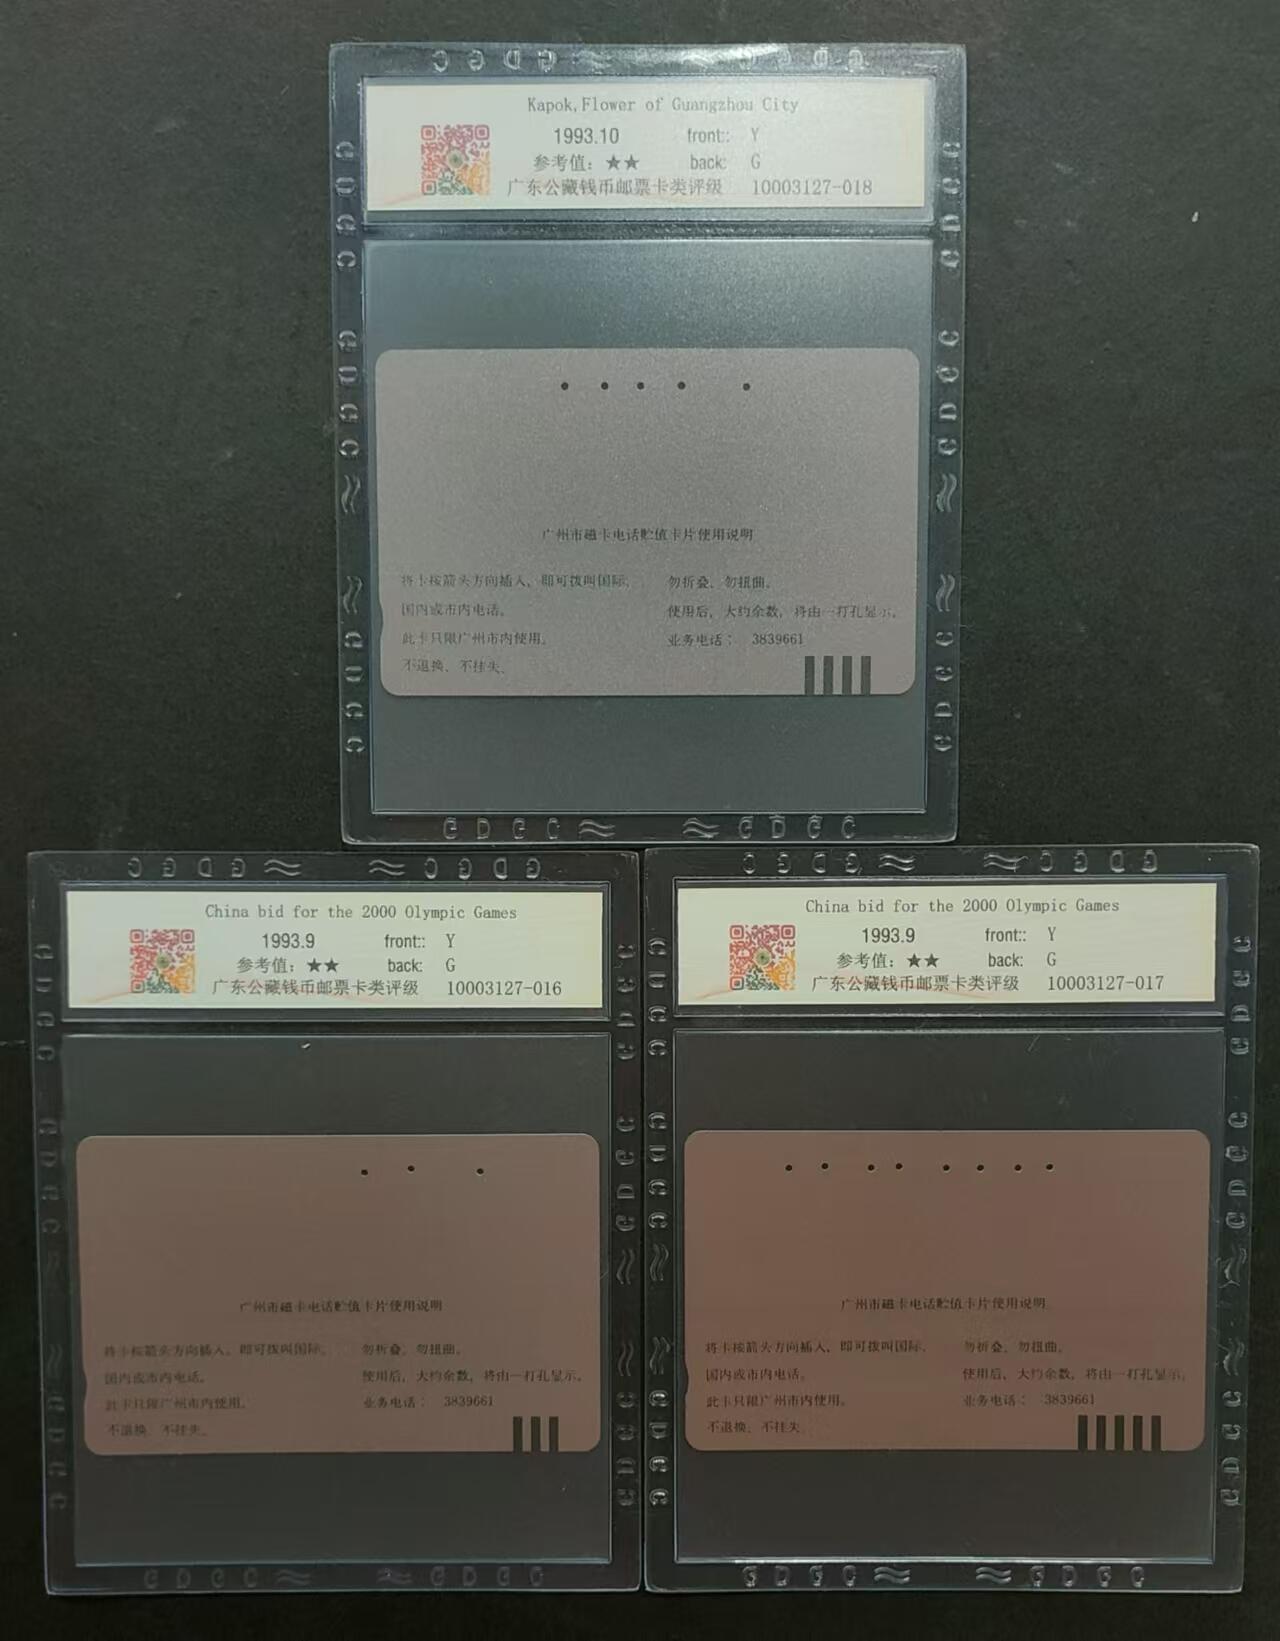 GDGC GDGC
Kapok,Flower of Guangzhou City
1993.10 front:: Y
参考值：★★ back: G
广东公藏钱币邮票卡类评级 10003127-018
广州市磁卡电话贮值卡片使用说明
将卡按箭头方向插入，即可拨叫国际、
国内或市内电话。
此卡只限广州市内使用。
不退换、不挂失。
勿折叠、勿扭曲。
使用后，大约余数，将由一打孔显示。
业务电话： 3839661
GDGC GDGC
GDGC GDGC
China bid for the 2000 Olympic Games
1993.9 front:: Y
参考值：★★ back: G
广东公藏钱币邮票卡类评级 10003127-016
广州市磁卡电话贮值卡片使用说明
将卡按箭头方向插入，即可拨叫国际、
国内或市内电话。
此卡只限广州市内使用。
不退换、不挂失。
勿折叠、勿扭曲。
使用后，大约余数，将由一打孔显示。
业务电话： 3839661
GDGC GDGC
GDGC GDGC
China bid for the 2000 Olympic Games
1993.9 front:: Y
参考值：★★ back: G
广东公藏钱币邮票卡类评级 10003127-017
广州市磁卡电话贮值卡片使用说明
将卡按箭头方向插入，即可拨叫国际、
国内或市内电话。
此卡只限广州市内使用。
不退换、不挂失。
勿折叠、勿扭曲。
使用后，大约余数，将由一打孔显示。
业务电话： 3839661
GDGC GDGC